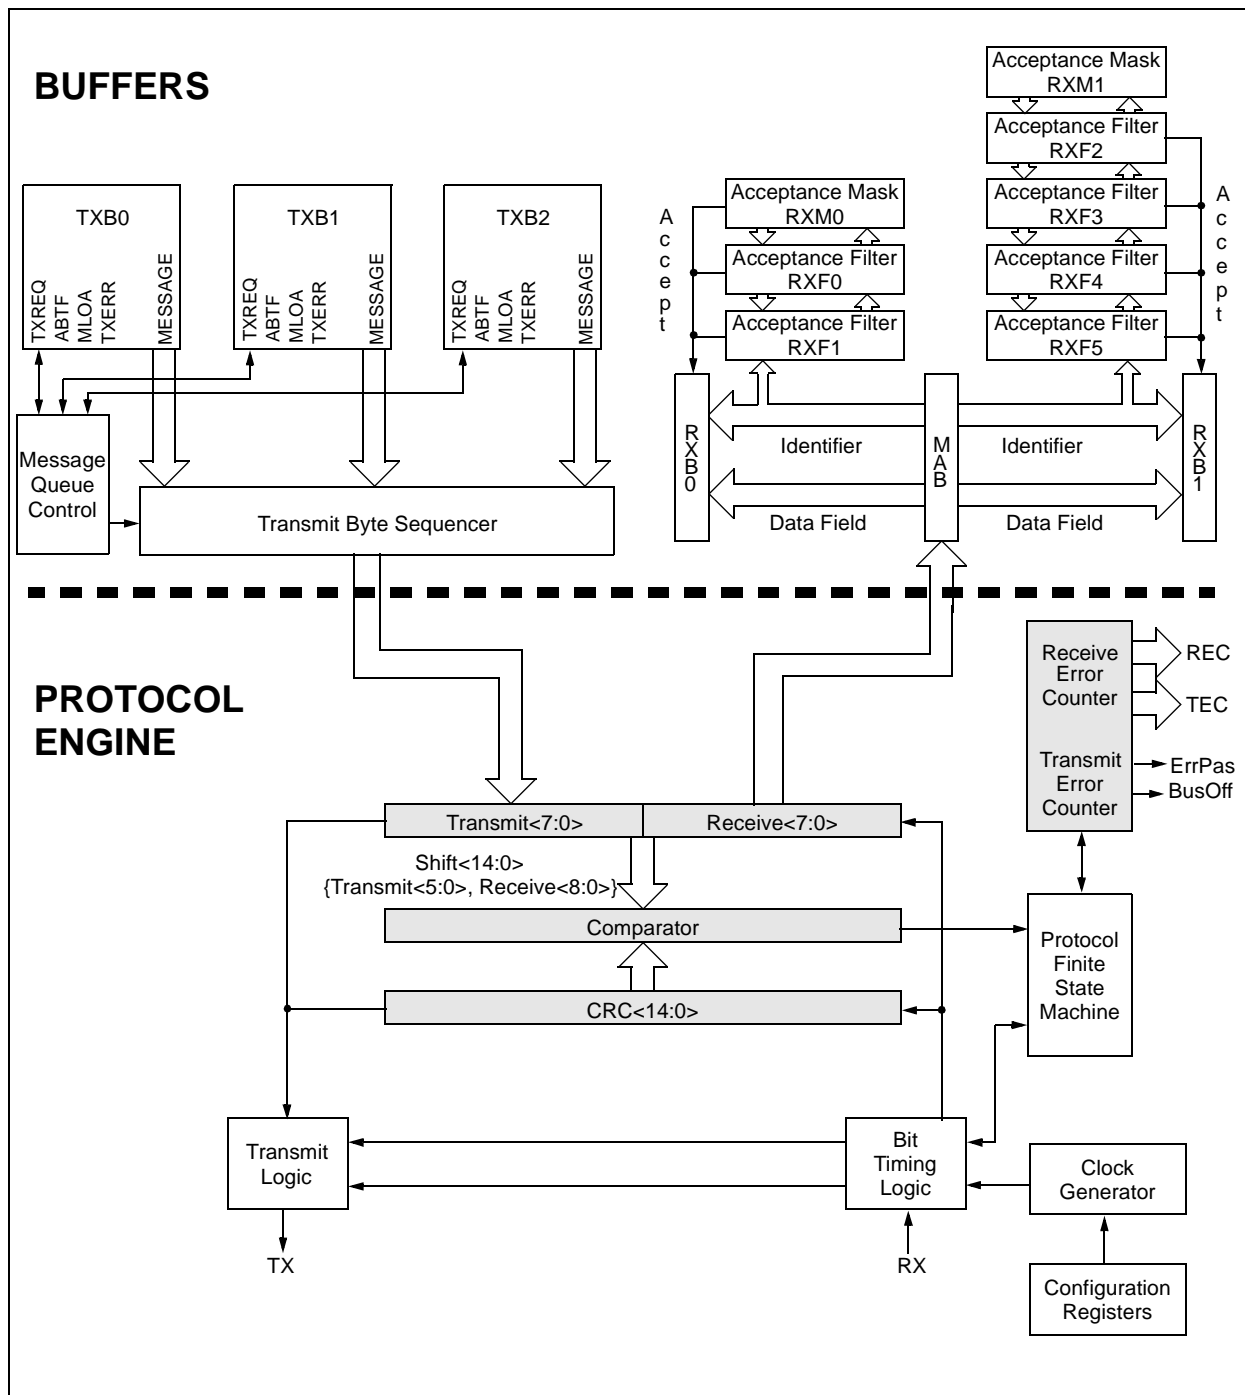 BUFFERS
Acceptance Mask
RXM1
Acceptance Filter
RXF2
Acceptance Filter
RXF3
Acceptance Filter
RXF4
Acceptance Filter
RXF5
Accept
Acceptance Mask
RXM0
Acceptance Filter
RXF0
Acceptance Filter
RXF1
Accept
TXB0
TXREQ
ABTF
MLOA
TXERR
MESSAGE
TXB1
TXREQ
ABTF
MLOA
TXERR
MESSAGE
TXB2
TXREQ
ABTF
MLOA
TXERR
MESSAGE
Message
Queue
Control
Transmit Byte Sequencer
RXB0
Identifier
MAB
Identifier
RXB1
Data Field
Data Field
PROTOCOL
ENGINE
Receive
Error
Counter
REC
TEC
Transmit
Error
Counter
ErrPas
BusOff
Transmit<7:0>
Receive<7:0>
Shift<14:0>
{Transmit<5:0>, Receive<8:0>}
Comparator
CRC<14:0>
Protocol
Finite
State
Machine
Transmit
Logic
Bit
Timing
Logic
Clock
Generator
TX
RX
Configuration
Registers